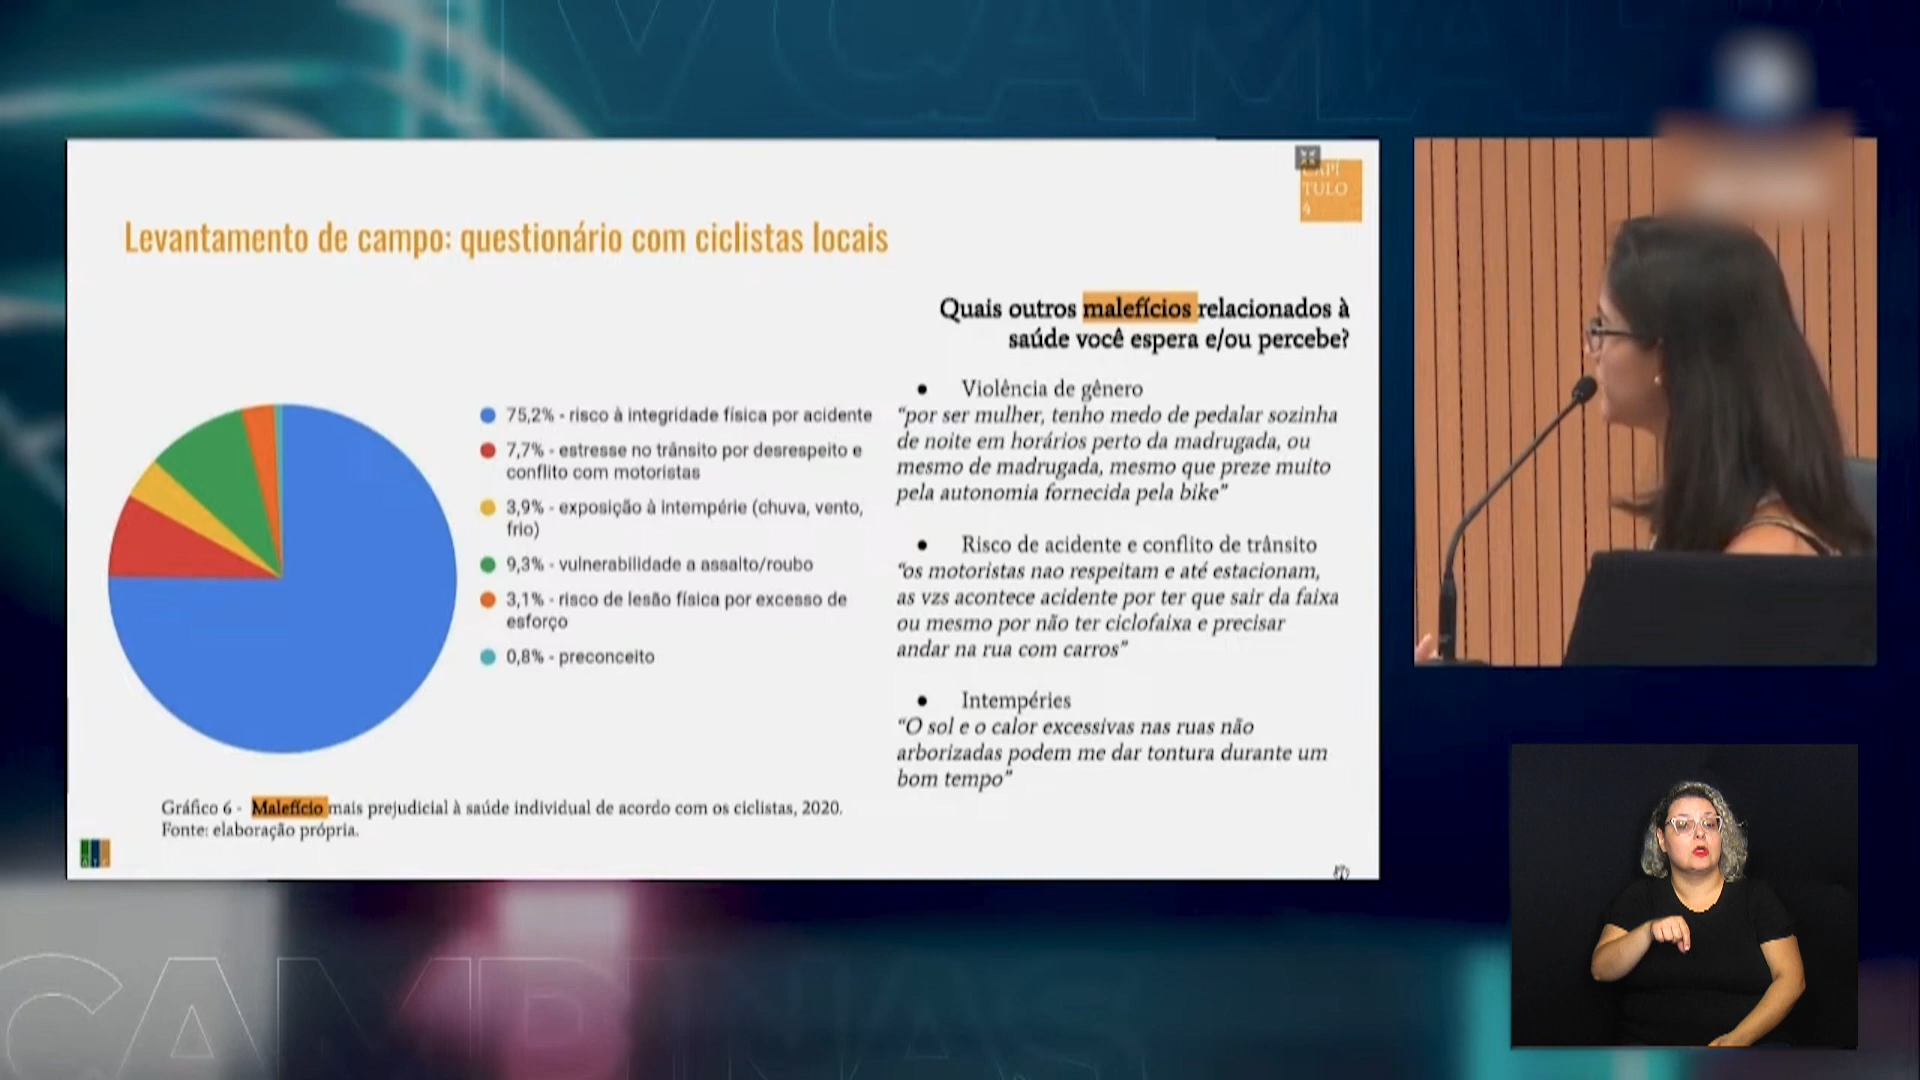 TV CAMARA
CAPÍ
TULO
4
Levantamento de campo: questionário com ciclistas locais
Quais outros malefícios relacionados à
saúde você espera e/ou percebe?
75,2% - risco à integridade física por acidente
7,7% - estresse no trânsito por desrespeito e
conflito com motoristas
3,9% - exposição à intempérie (chuva, vento,
frio)
9,3% - vulnerabilidade a assalto/roubo
3,1% - risco de lesão física por excesso de
esforço
0,8% - preconceito
Gráfico 6 - Malefício mais prejudicial à saúde individual de acordo com os ciclistas, 2020.
Fonte: elaboração própria.
● Violência de gênero
“por ser mulher, tenho medo de pedalar sozinha
de noite em horários perto da madrugada, ou
mesmo de madrugada, mesmo que preze muito
pela autonomia fornecida pela bike”
● Risco de acidente e conflito de trânsito
“os motoristas nao respeitam e até estacionam,
as vzs acontece acidente por ter que sair da faixa
ou mesmo por não ter ciclofaixa e precisar
andar na rua com carros”
● Intempéries
“O sol e o calor excessivas nas ruas não
arborizadas podem me dar tontura durante um
bom tempo”
CAMPINAS